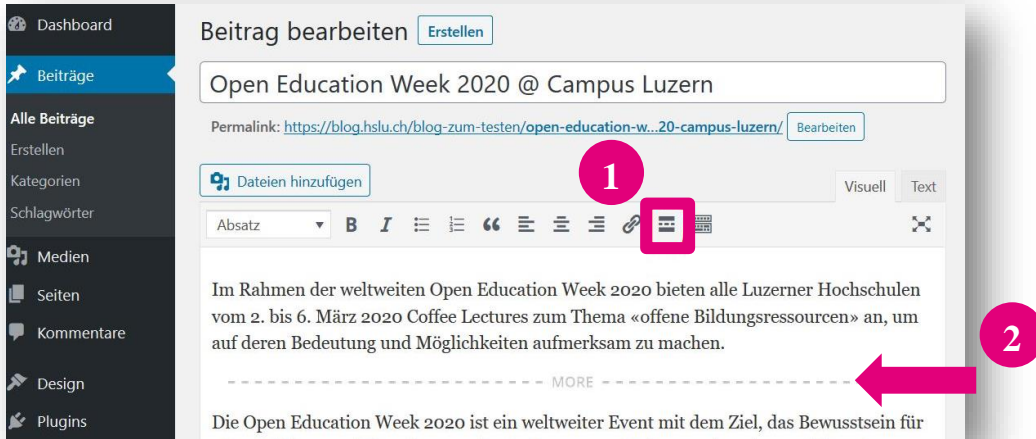 Dashboard
Beiträge
Alle Beiträge
Erstellen
Kategorien
Schlagwörter
Medien
Seiten
Kommentare
Design
Plugins
Beitrag bearbeiten Erstellen
Open Education Week 2020 @ Campus Luzern
Permalink: https://blog.hslu.ch/blog-zum-testen/open-education-w...20-campus-luzern/ Bearbeiten
1
Dateien hinzufügen
Visuell Text
Absatz B I
Im Rahmen der weltweiten Open Education Week 2020 bieten alle Luzerner Hochschulen
vom 2. bis 6. März 2020 Coffee Lectures zum Thema «offene Bildungsressourcen» an, um
auf deren Bedeutung und Möglichkeiten aufmerksam zu machen.
2
MORE
Die Open Education Week 2020 ist ein weltweiter Event mit dem Ziel, das Bewusstsein für